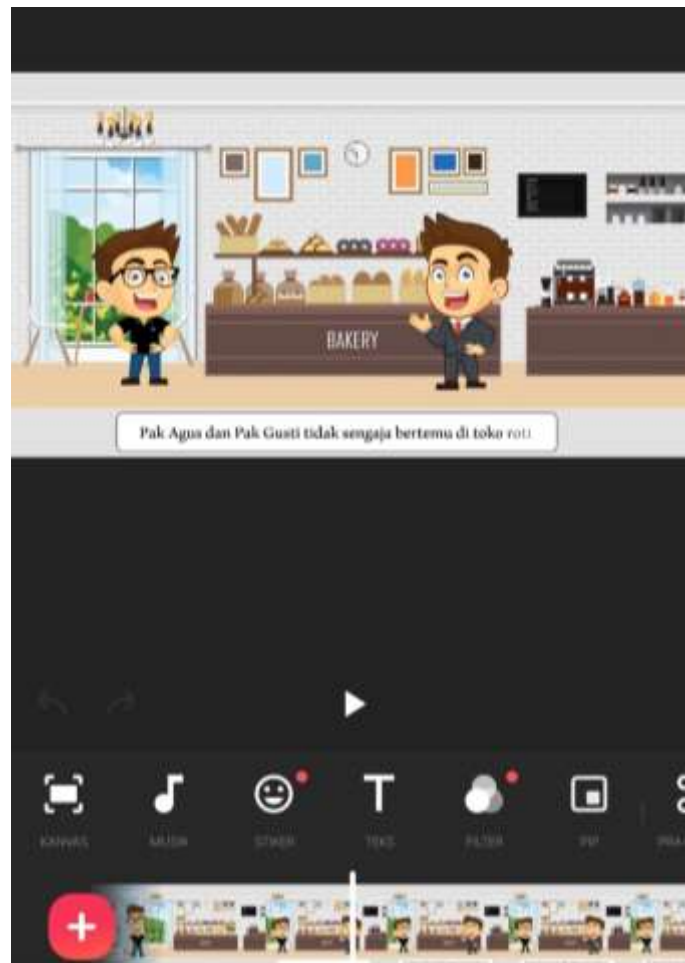 BAKERY
Pak Agus dan Pak Gusti tidak sengaja bertemu di toko roti
KANVAS
MUSIK
STIKER
TEKS
FILTER
PIP